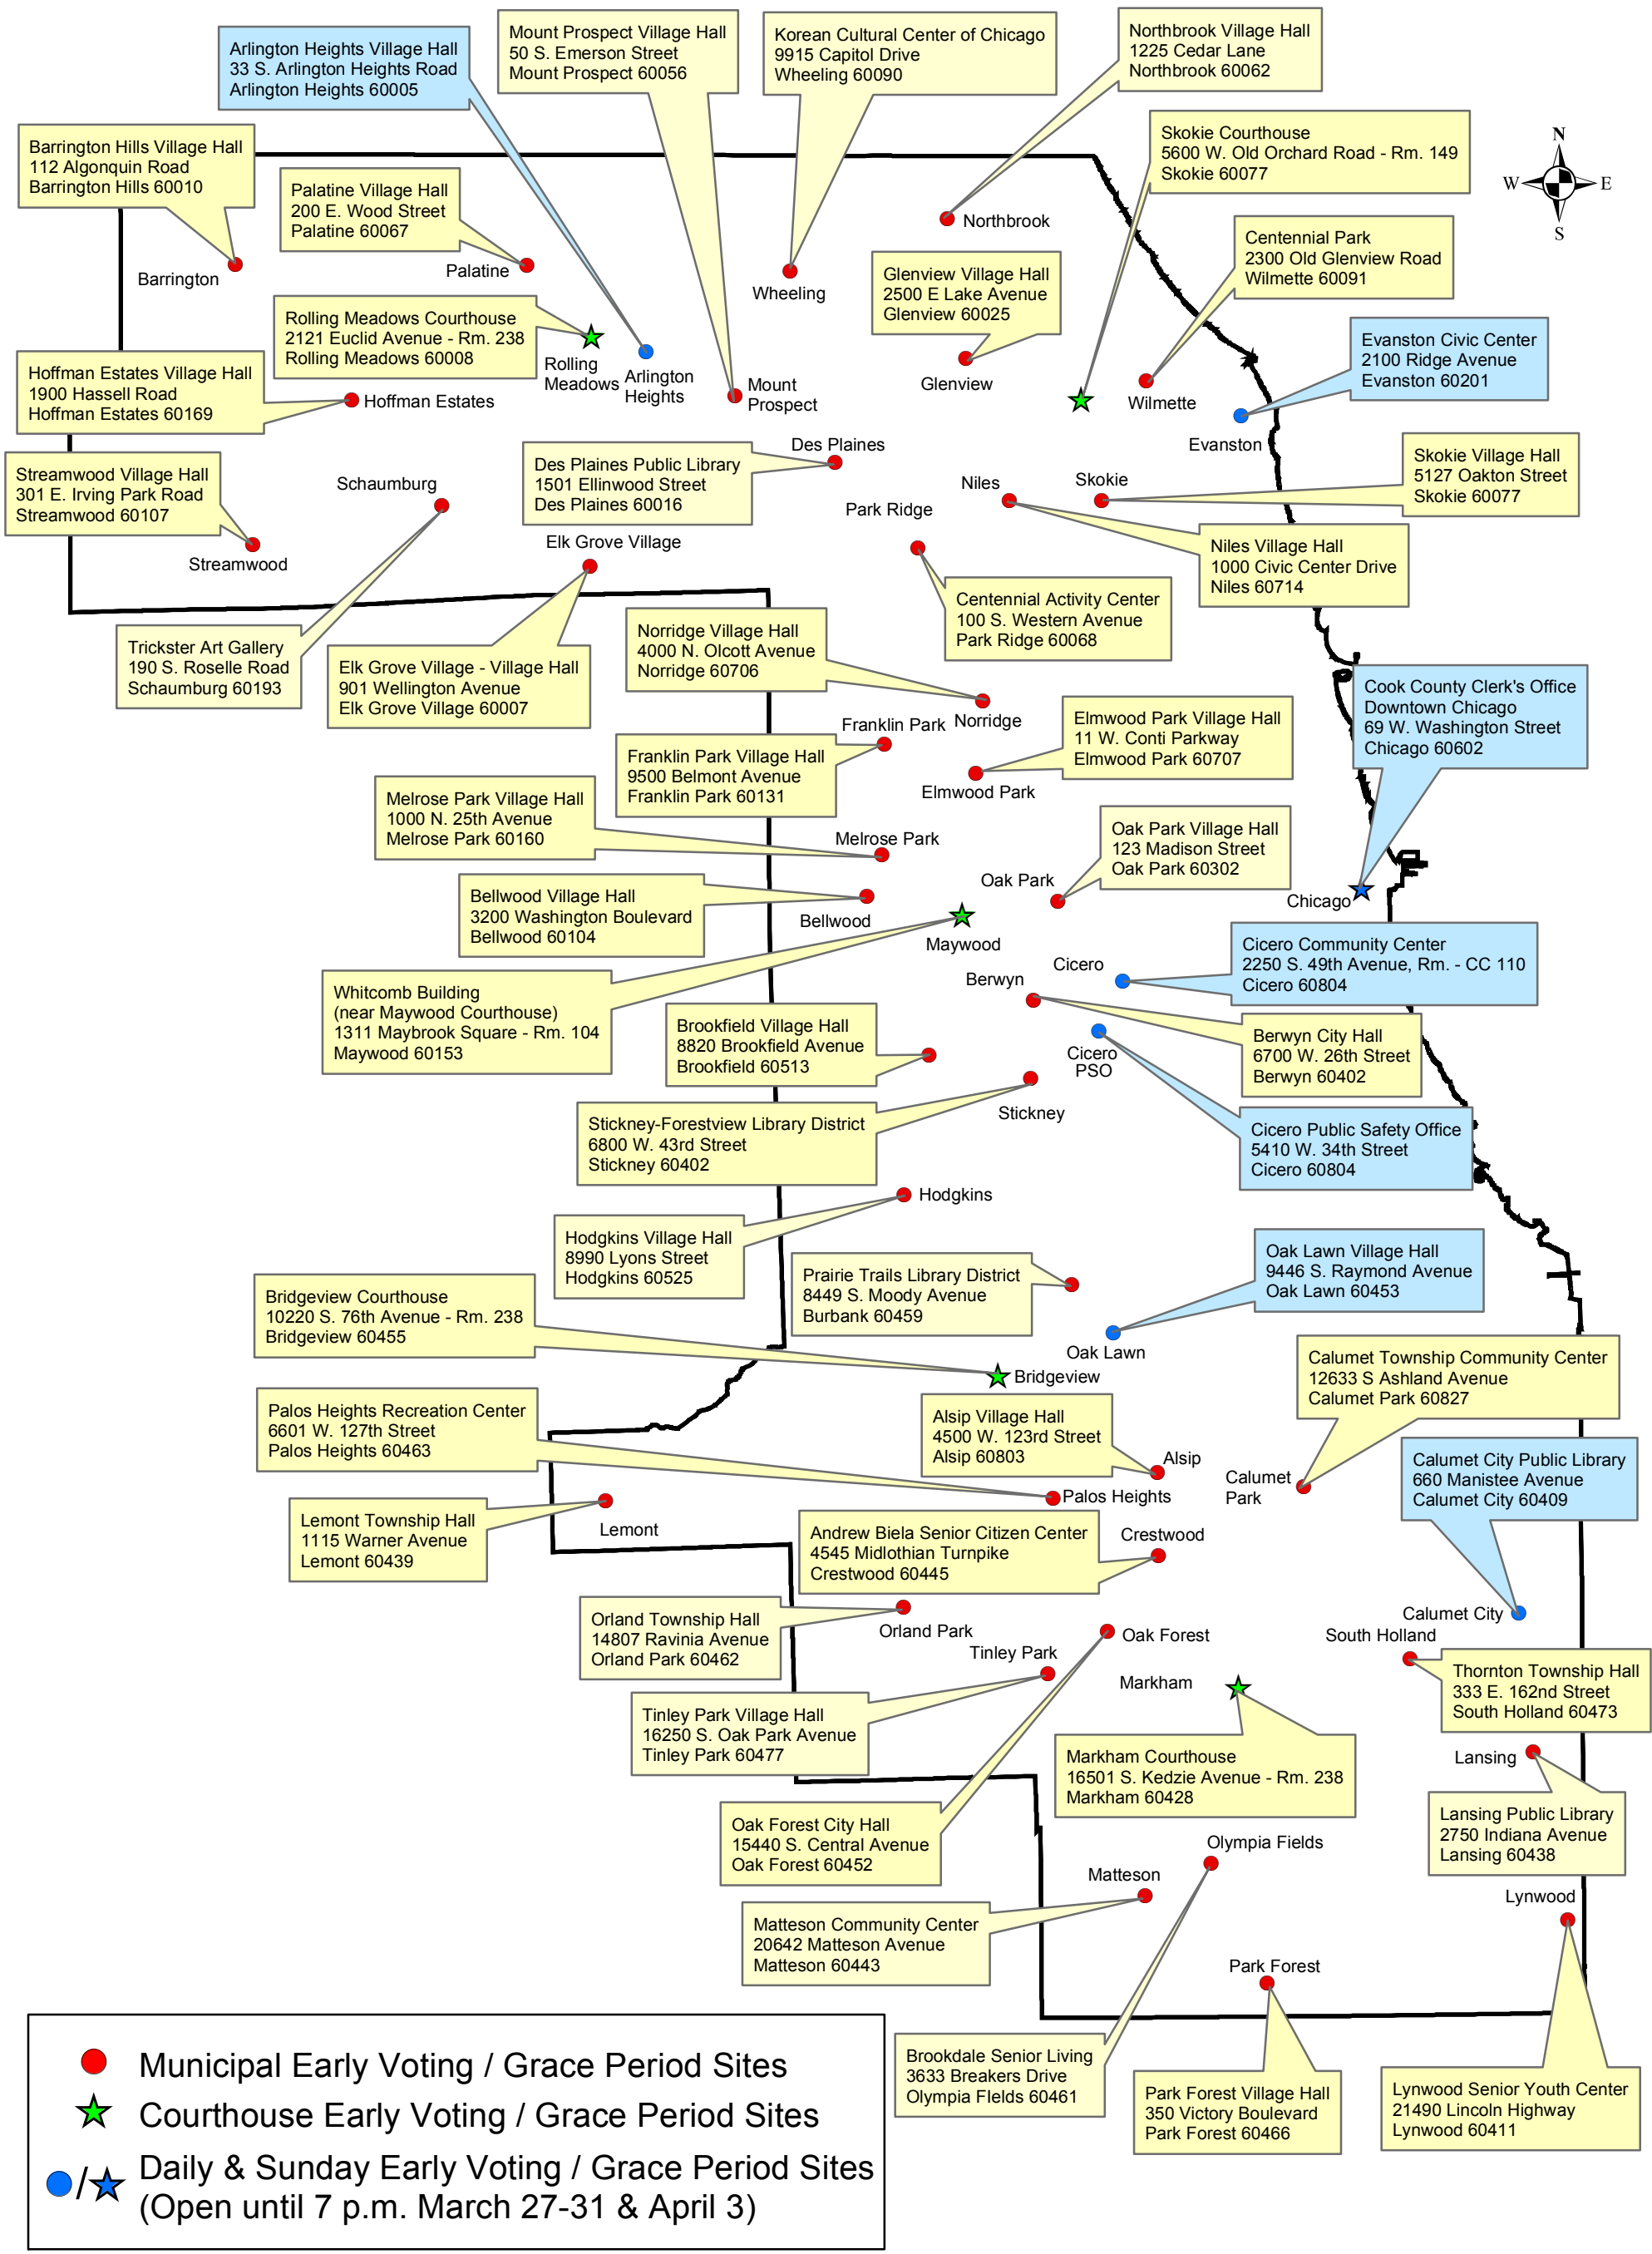 Arlington Heights Village Hall
33 S. Arlington Heights Road
Arlington Heights 60005
Mount Prospect Village Hall
50 S. Emerson Street
Mount Prospect 60056
Korean Cultural Center of Chicago
9915 Capitol Drive
Wheeling 60090
Northbrook Village Hall
1225 Cedar Lane
Northbrook 60062
Skokie Courthouse
5600 W. Old Orchard Road - Rm. 149
Skokie 60077
N
W
E
S
Barrington Hills Village Hall
112 Algonquin Road
Barrington Hills 60010
Palatine Village Hall
200 E. Wood Street
Palatine 60067
Northbrook
Centennial Park
2300 Old Glenview Road
Wilmette 60091
Barrington
Palatine
Wheeling
Glenview Village Hall
2500 E Lake Avenue
Glenview 60025
Rolling Meadows Courthouse
2121 Euclid Avenue - Rm. 238
Rolling Meadows 60008
Evanston Civic Center
2100 Ridge Avenue
Evanston 60201
Rolling
Meadows
Arlington
Heights
Mount
Prospect
Glenview
Wilmette
Hoffman Estates Village Hall
1900 Hassell Road
Hoffman Estates 60169
Hoffman Estates
Evanston
Des Plaines
Des Plaines Public Library
1501 Ellinwood Street
Des Plaines 60016
Skokie Village Hall
5127 Oakton Street
Skokie 60077
Streamwood Village Hall
301 E. Irving Park Road
Streamwood 60107
Schaumburg
Niles
Skokie
Park Ridge
Streamwood
Elk Grove Village
Niles Village Hall
1000 Civic Center Drive
Niles 60714
Centennial Activity Center
100 S. Western Avenue
Park Ridge 60068
Trickster Art Gallery
190 S. Roselle Road
Schaumburg 60193
Elk Grove Village - Village Hall
901 Wellington Avenue
Elk Grove Village 60007
Norridge Village Hall
4000 N. Olcott Avenue
Norridge 60706
Cook County Clerk's Office
Downtown Chicago
69 W. Washington Street
Chicago 60602
Norridge
Franklin Park
Elmwood Park Village Hall
11 W. Conti Parkway
Elmwood Park 60707
Franklin Park Village Hall
9500 Belmont Avenue
Franklin Park 60131
Elmwood Park
Melrose Park Village Hall
1000 N. 25th Avenue
Melrose Park 60160
Melrose Park
Oak Park Village Hall
123 Madison Street
Oak Park 60302
Oak Park
Chicago
Bellwood Village Hall
3200 Washington Boulevard
Bellwood 60104
Bellwood
Maywood
Cicero Community Center
2250 S. 49th Avenue, Rm. - CC 110
Cicero 60804
Cicero
Berwyn
Whitcomb Building
(near Maywood Courthouse)
1311 Maybrook Square - Rm. 104
Maywood 60153
Brookfield Village Hall
8820 Brookfield Avenue
Brookfield 60513
Cicero
PSO
Berwyn City Hall
6700 W. 26th Street
Berwyn 60402
Stickney
Stickney-Forestview Library District
6800 W. 43rd Street
Stickney 60402
Cicero Public Safety Office
5410 W. 34th Street
Cicero 60804
Hodgkins
Hodgkins Village Hall
8990 Lyons Street
Hodgkins 60525
Oak Lawn Village Hall
9446 S. Raymond Avenue
Oak Lawn 60453
Prairie Trails Library District
8449 S. Moody Avenue
Burbank 60459
Bridgeview Courthouse
10220 S. 76th Avenue - Rm. 238
Bridgeview 60455
Oak Lawn
Bridgeview
Calumet Township Community Center
12633 S Ashland Avenue
Calumet Park 60827
Palos Heights Recreation Center
6601 W. 127th Street
Palos Heights 60463
Alsip Village Hall
4500 W. 123rd Street
Alsip 60803
Alsip
Calumet
Park
Calumet City Public Library
660 Manistee Avenue
Calumet City 60409
Palos Heights
Lemont Township Hall
1115 Warner Avenue
Lemont 60439
Lemont
Andrew Biela Senior Citizen Center
4545 Midlothian Turnpike
Crestwood 60445
Crestwood
Calumet City
Orland Township Hall
14807 Ravinia Avenue
Orland Park 60462
Orland Park
Oak Forest
South Holland
Tinley Park
Thornton Township Hall
333 E. 162nd Street
South Holland 60473
Markham
Tinley Park Village Hall
16250 S. Oak Park Avenue
Tinley Park 60477
Markham Courthouse
16501 S. Kedzie Avenue - Rm. 238
Markham 60428
Lansing
Lansing Public Library
2750 Indiana Avenue
Lansing 60438
Oak Forest City Hall
15440 S. Central Avenue
Oak Forest 60452
Olympia Fields
Matteson
Lynwood
Matteson Community Center
20642 Matteson Avenue
Matteson 60443
Park Forest
Brookdale Senior Living
3633 Breakers Drive
Olympia FIelds 60461
Park Forest Village Hall
350 Victory Boulevard
Park Forest 60466
Lynwood Senior Youth Center
21490 Lincoln Highway
Lynwood 60411
Municipal Early Voting / Grace Period Sites
Courthouse Early Voting / Grace Period Sites
/ Daily & Sunday Early Voting / Grace Period Sites
(Open until 7 p.m. March 27-31 & April 3)